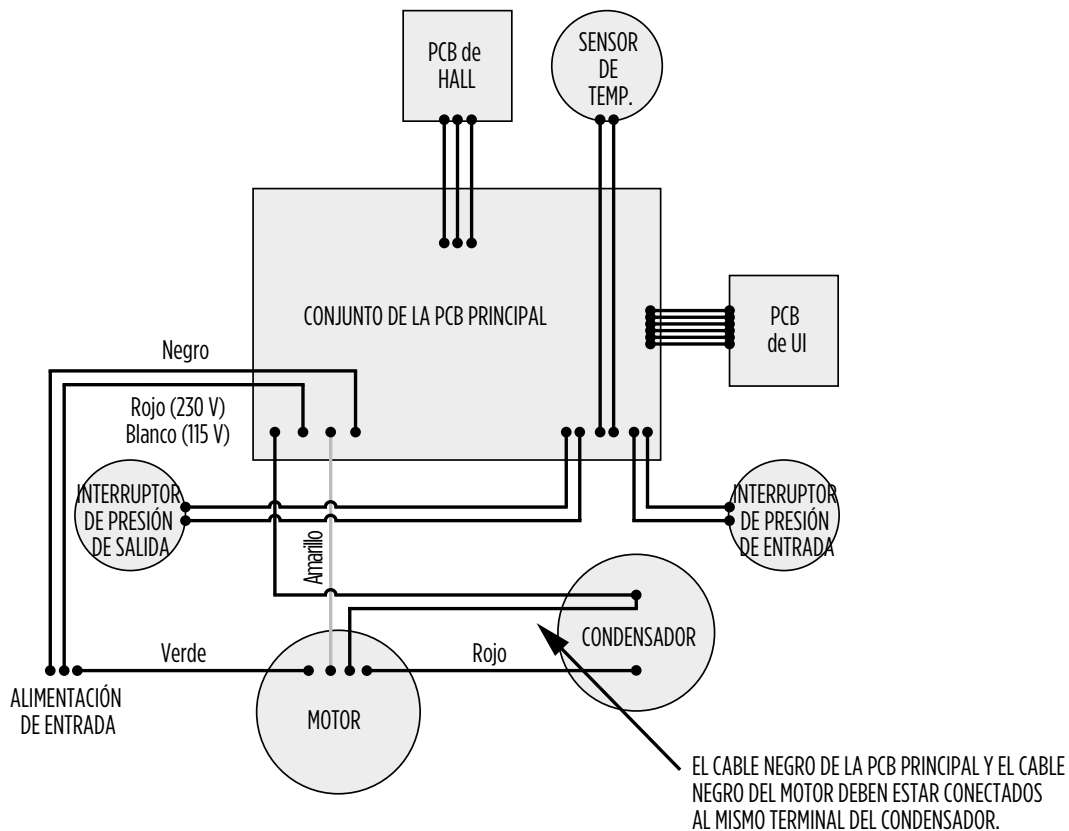 PCB de
HALL
SENSOR
DE
TEMP.
CONJUNTO DE LA PCB PRINCIPAL
PCB
de UI
Negro
Rojo (230 V)
Blanco (115 V)
INTERRUPTOR
DE PRESIÓN
DE SALIDA
Amarillo
INTERRUPTOR
DE PRESIÓN
DE ENTRADA
CONDENSADOR
Verde
Rojo
ALIMENTACIÓN
DE ENTRADA
MOTOR
EL CABLE NEGRO DE LA PCB PRINCIPAL Y EL CABLE
NEGRO DEL MOTOR DEBEN ESTAR CONECTADOS
AL MISMO TERMINAL DEL CONDENSADOR.